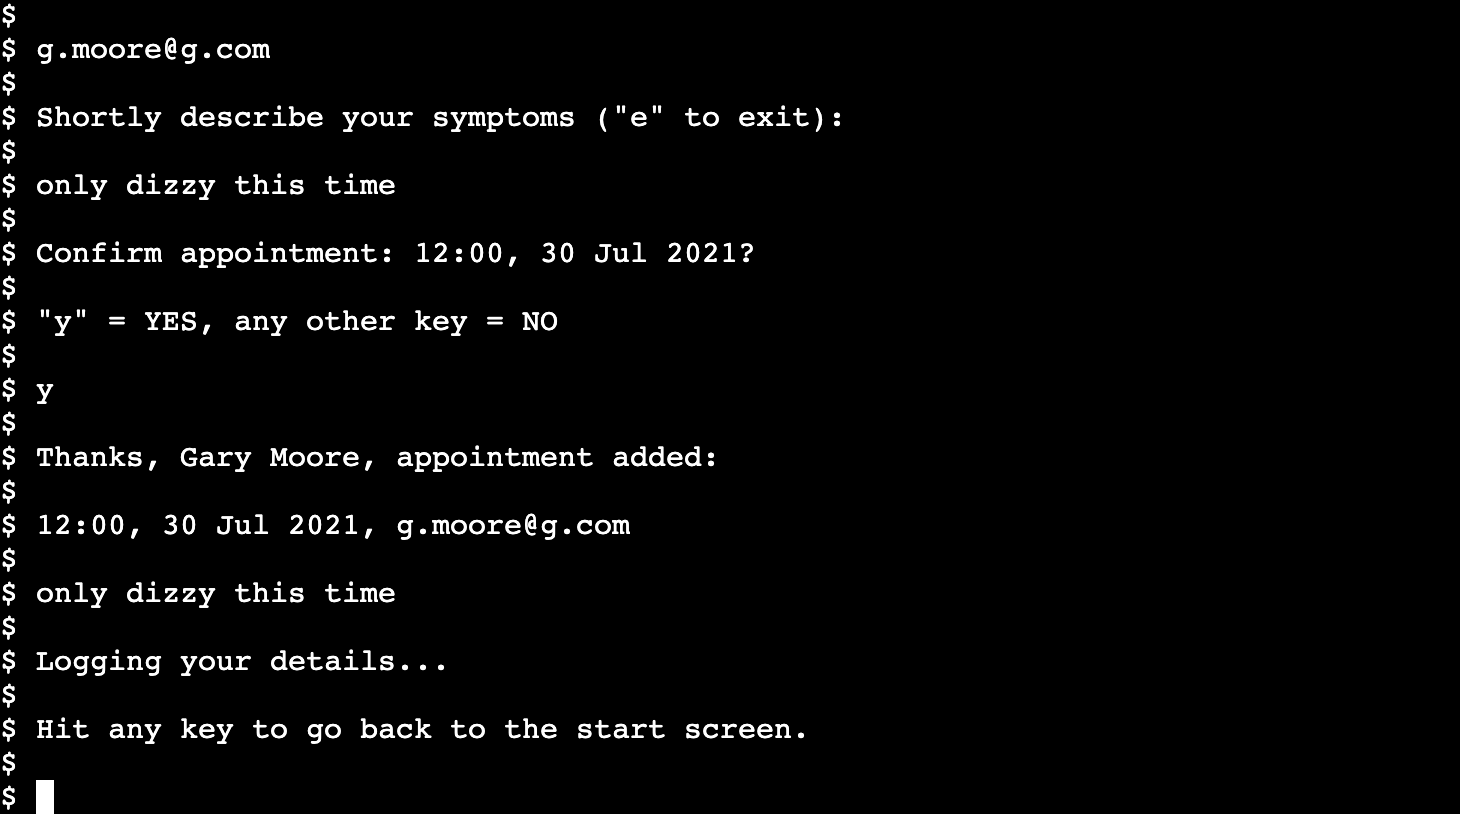 $
$ g.moore@g.com
$
$ Shortly describe your symptoms ("e" to exit):
$
$ only dizzy this time
$
$ Confirm appointment: 12:00, 30 Jul 2021?
$
$ "y" = YES, any other key = NO
$
$ y
$
$ Thanks, Gary Moore, appointment added:
$
$ 12:00, 30 Jul 2021, g.moore@g.com
$
$ only dizzy this time
$
$ Logging your details...
$
$ Hit any key to go back to the start screen.
$
$